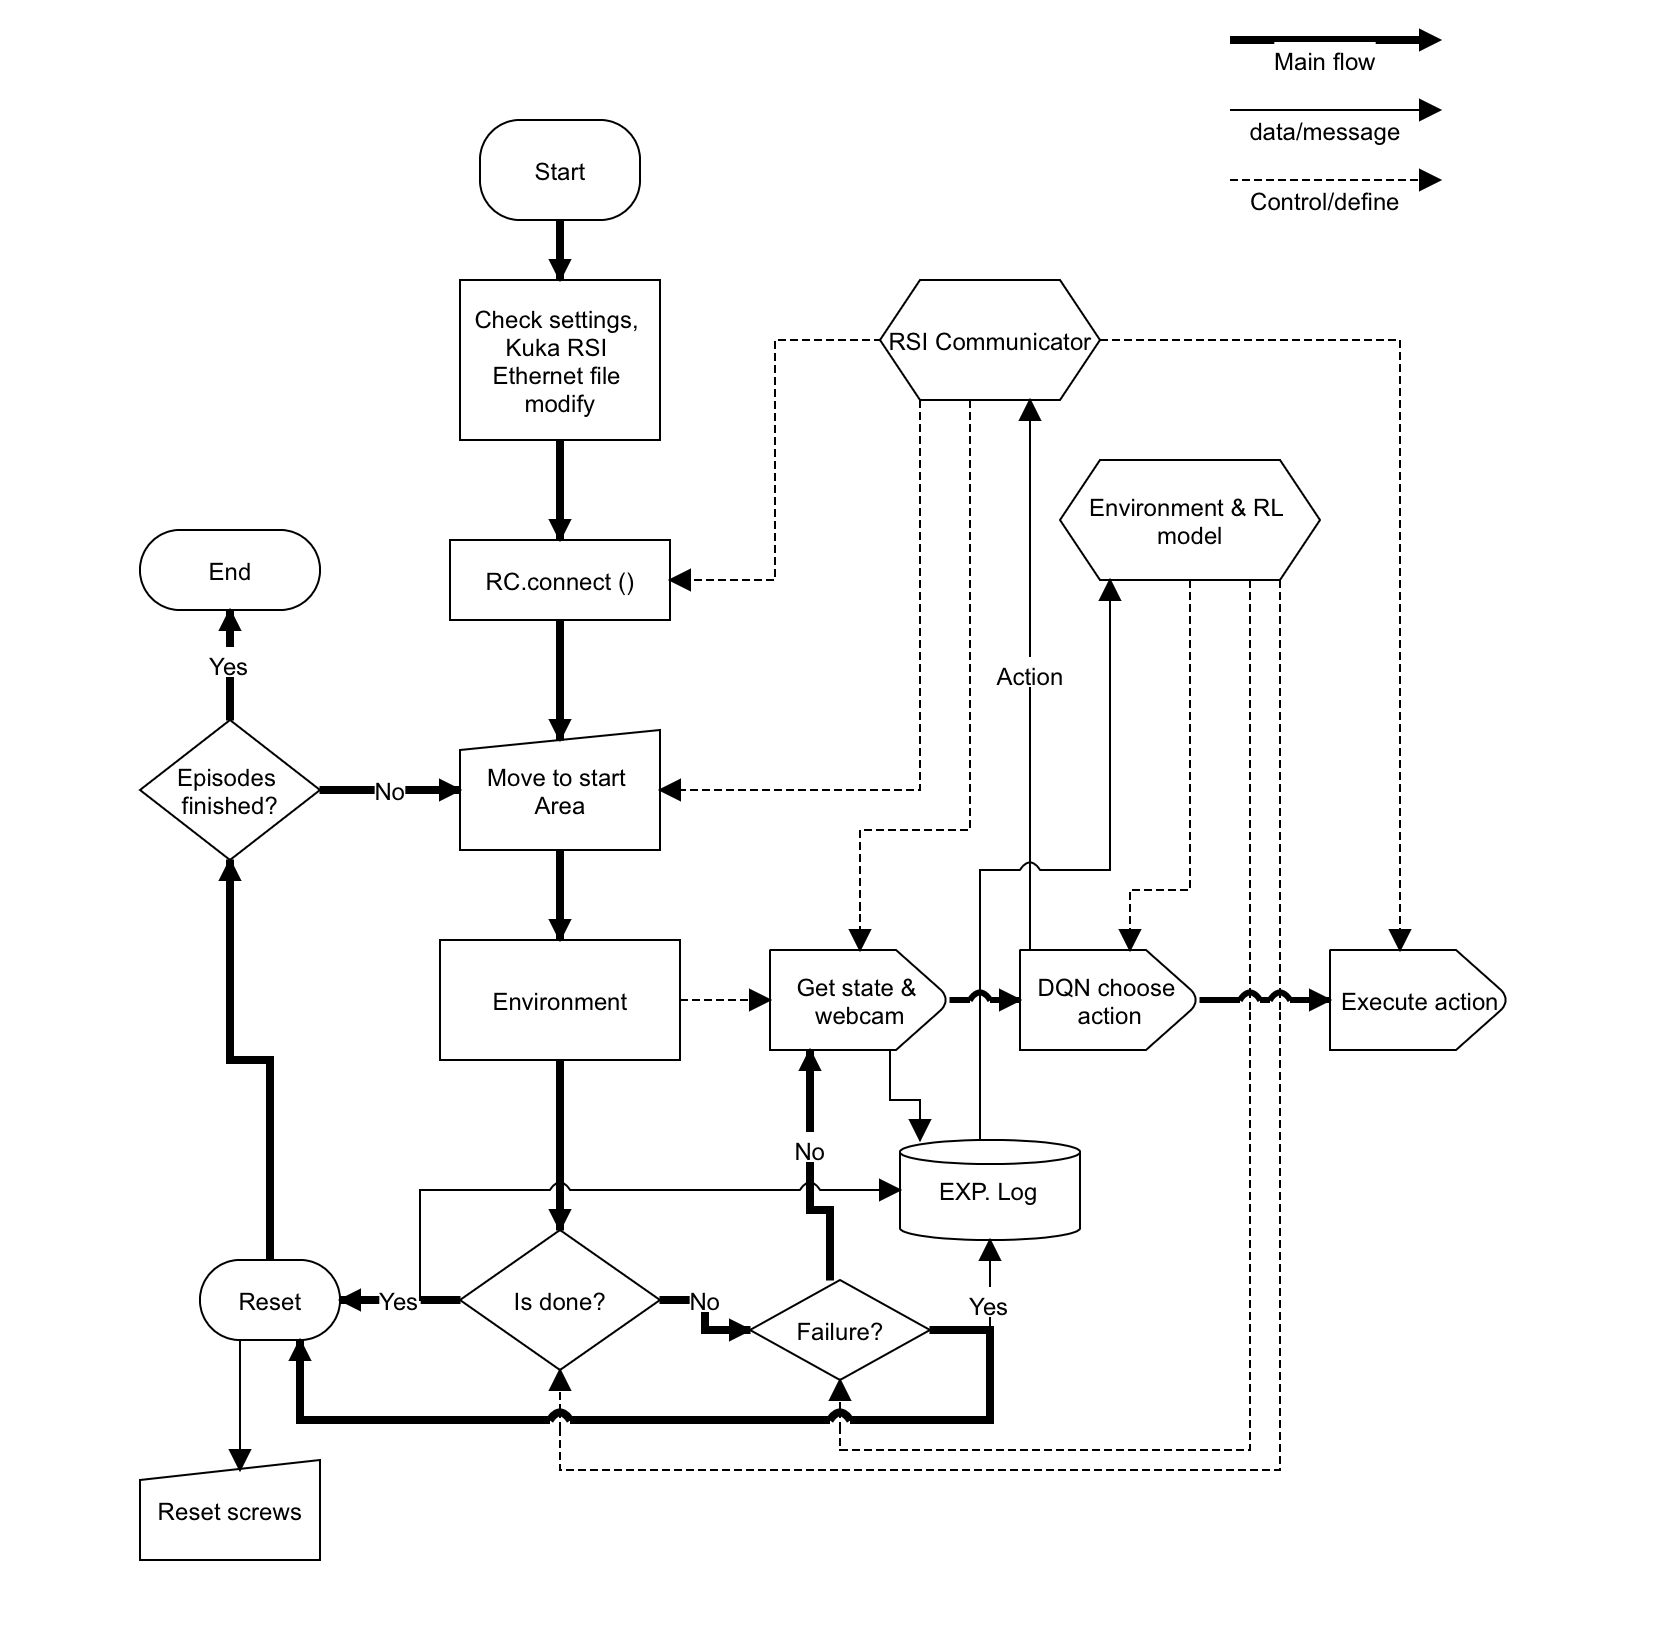 Main flow
data/message
Control/define
Start
Check settings,
Kuka RSI
Ethernet file
modify
RSI Communicator
Environment & RL
model
RC.connect ()
End
Yes
Action
Episodes
finished?
No
Move to start
Area
Environment
Get state &
webcam
DQN choose
action
Execute action
No
EXP. Log
Reset
Yes
Is done?
No
Failure?
Yes
Reset screws